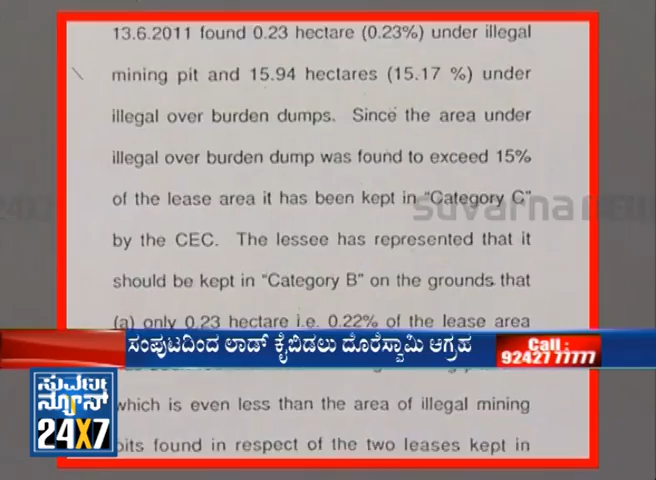 13.6.2011 found 0.23 hectare (0.23%) under illegal
mining pit and 15.94 hectares (15.17 %) under
illegal over burden dumps. Since the area under
illegal over burden dump was found to exceed 15%
of the lease area it has been kept in “Category C”
suvarna news
24X7
by the CEC. The lessee has represented that it
should be kept in “Category B” on the grounds that
(a) only 0.23 hectare i.e. 0.22% of the lease area
ಸಂಪುಟದಿಂದ ಲಾಡ್ ಕೈಬಿಡಲು ದೊರೆಸ್ವಾಮಿ ಆಗ್ರಹ
Call :
92427 77777
which is even less than the area of illegal mining
pits found in respect of the two leases kept in
ಸುವರ್ಣ
ನ್ಯೂಸ್
24X7